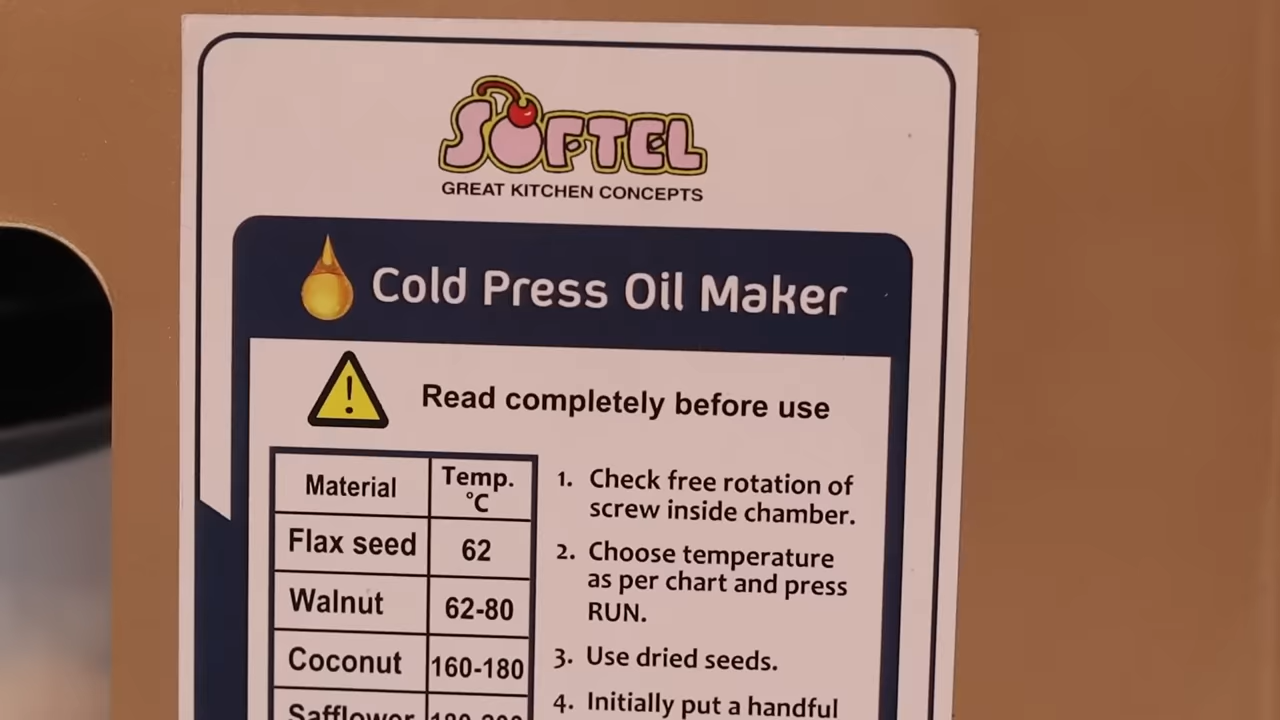 SOFTEL
GREAT KITCHEN CONCEPTS
Cold Press Oil Maker
Read completely before use
Material Temp. °C
Flax seed 62
Walnut 62-80
Coconut 160-180
Safflower
1. Check free rotation of
screw inside chamber.
2. Choose temperature
as per chart and press
RUN.
3. Use dried seeds.
4. Initially put a handful